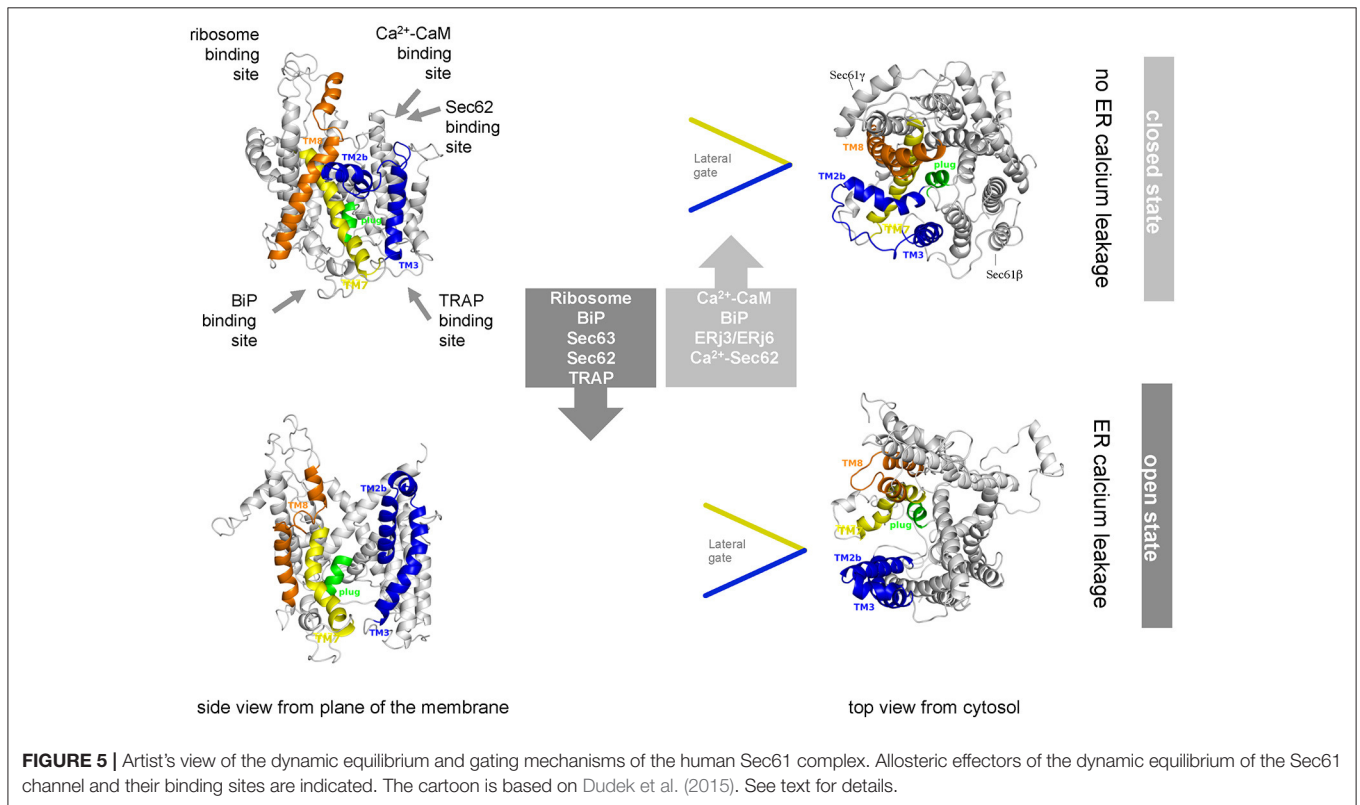 ribosome
binding
site
Ca²⁺-CaM
binding
site
Sec62
binding
site
TM8
TM2b
plug
TM3
TM7
BiP
binding
site
TRAP
binding
site
Lateral
gate
Sec61γ
TM8
plug
TM2b
TM7
TM3
Sec61β
no ER calcium leakage
closed state
Ribosome
BiP
Sec63
Sec62
TRAP
Ca²⁺-CaM
BiP
ERj3/ERj6
Ca²⁺-Sec62
TM8
TM2b
plug
TM7
TM3
Lateral
gate
TM8
plug
TM2b
TM3
ER calcium leakage
open state
side view from plane of the membrane
top view from cytosol
FIGURE 5 | Artist's view of the dynamic equilibrium and gating mechanisms of the human Sec61 complex. Allosteric effectors of the dynamic equilibrium of the Sec61
channel and their binding sites are indicated. The cartoon is based on Dudek et al. (2015). See text for details.